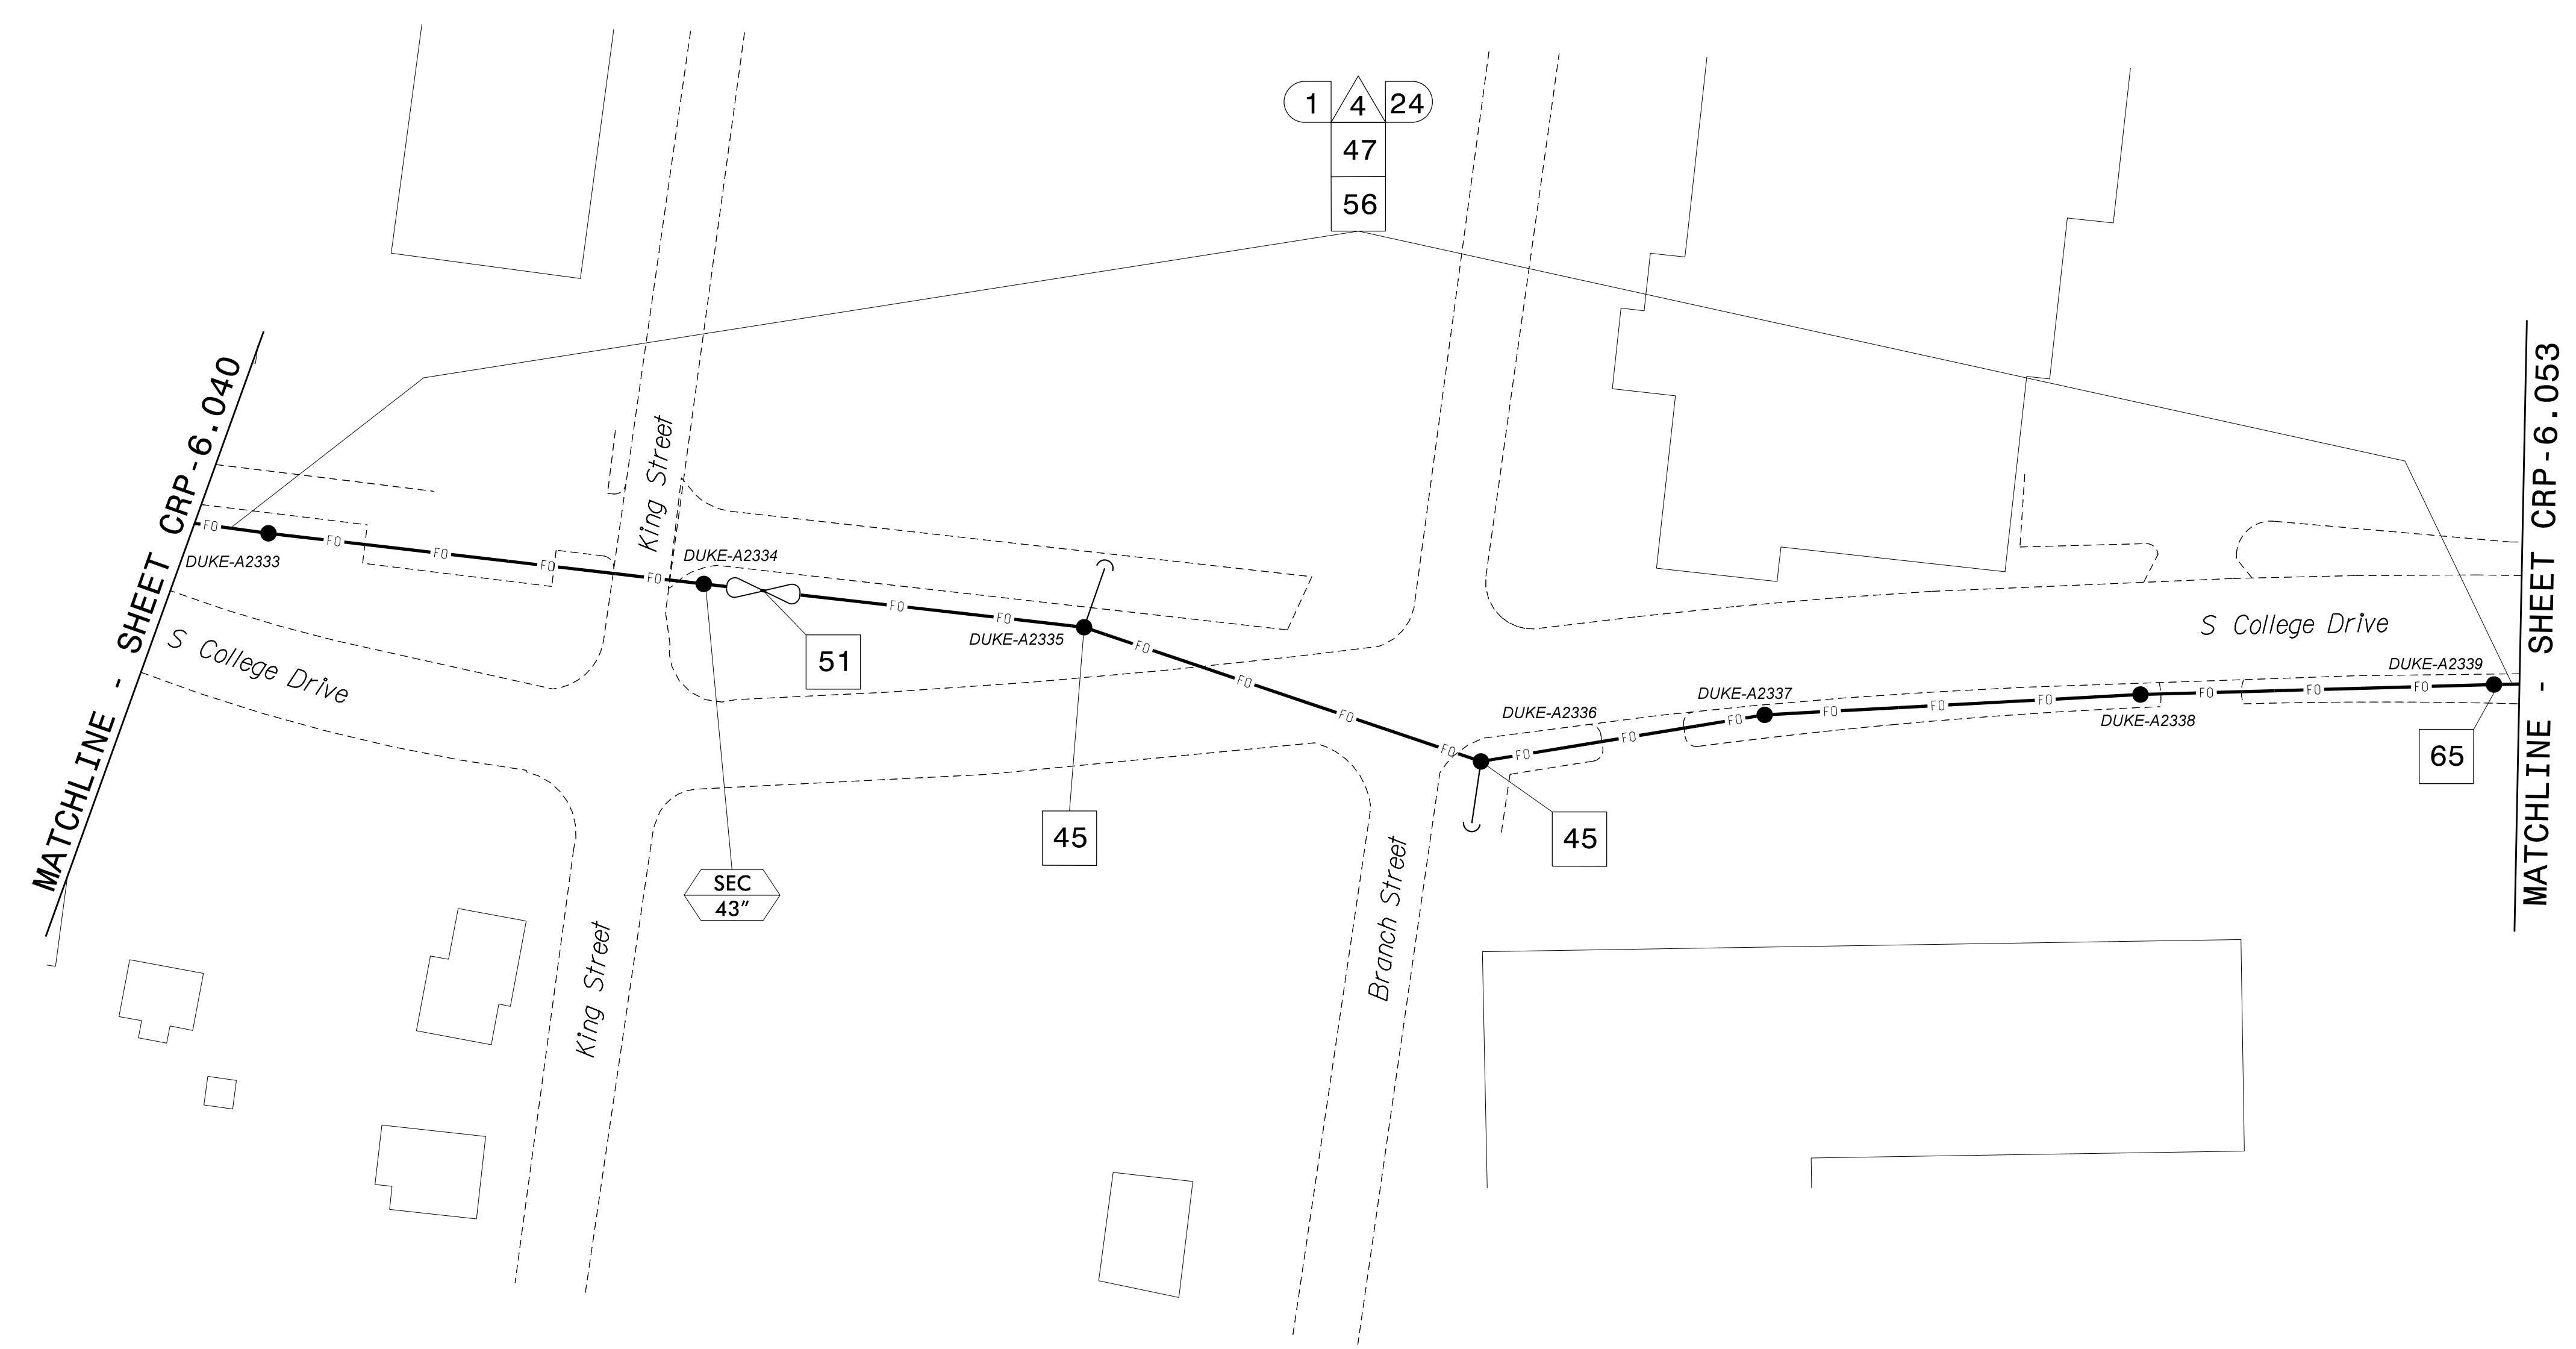 1 4 24
47
56
MATCHLINE - SHEET CRP-6.040
MATCHLINE - SHEET CRP-6.053
King Street
FO
DUKE-A2333
FO
FO
FO
FO
DUKE-A2334
51
FO
FO
DUKE-A2335
FO
FO
FO
FO
DUKE-A2336
FO
FO
DUKE-A2337
FO
FO
FO
FO
DUKE-A2338
FO
FO
FO
DUKE-A2339
S College Drive
S College Drive
65
45
45
SEC
43"
King Street
Branch Street